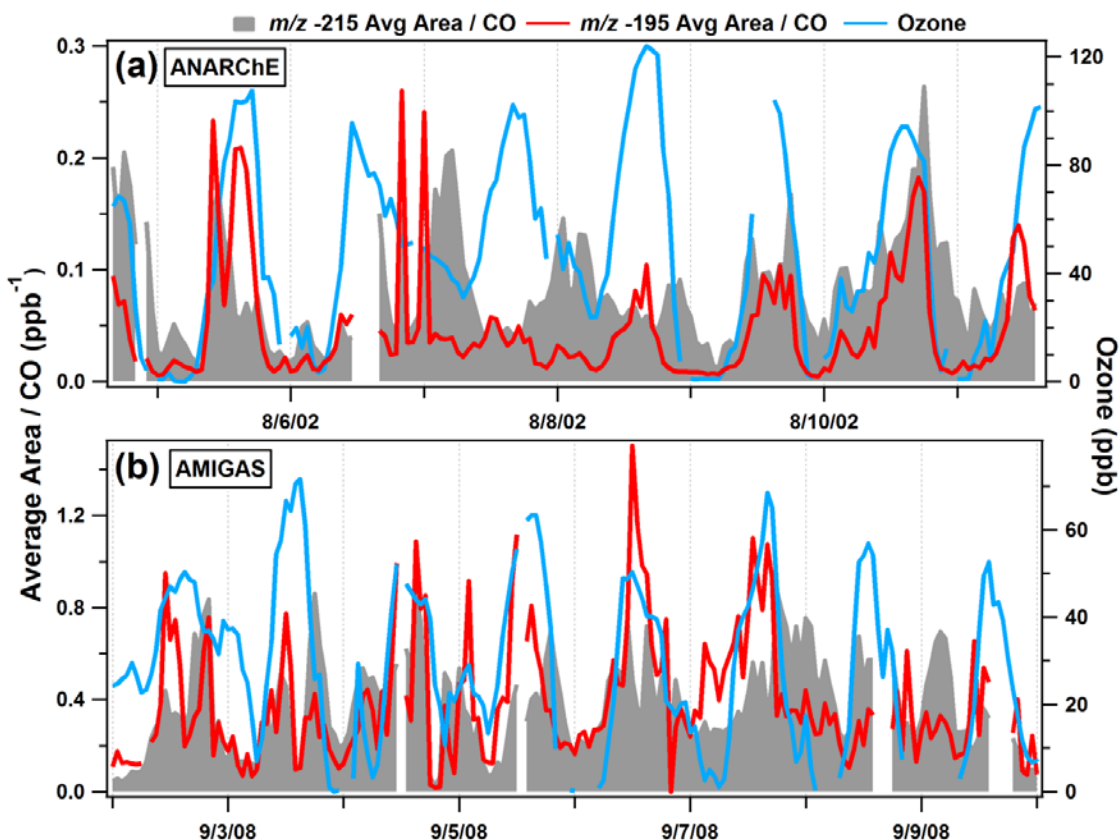 m/z -215 Avg Area / CO m/z -195 Avg Area / CO Ozone
(a) ANARChE
0.3
0.2
0.1
0.0
120
80
40
0
8/6/02 8/8/02 8/10/02
Average Area / CO (ppb-1)
Ozone (ppb)
(b) AMIGAS
1.2
0.8
0.4
0.0
60
40
20
0
9/3/08 9/5/08 9/7/08 9/9/08